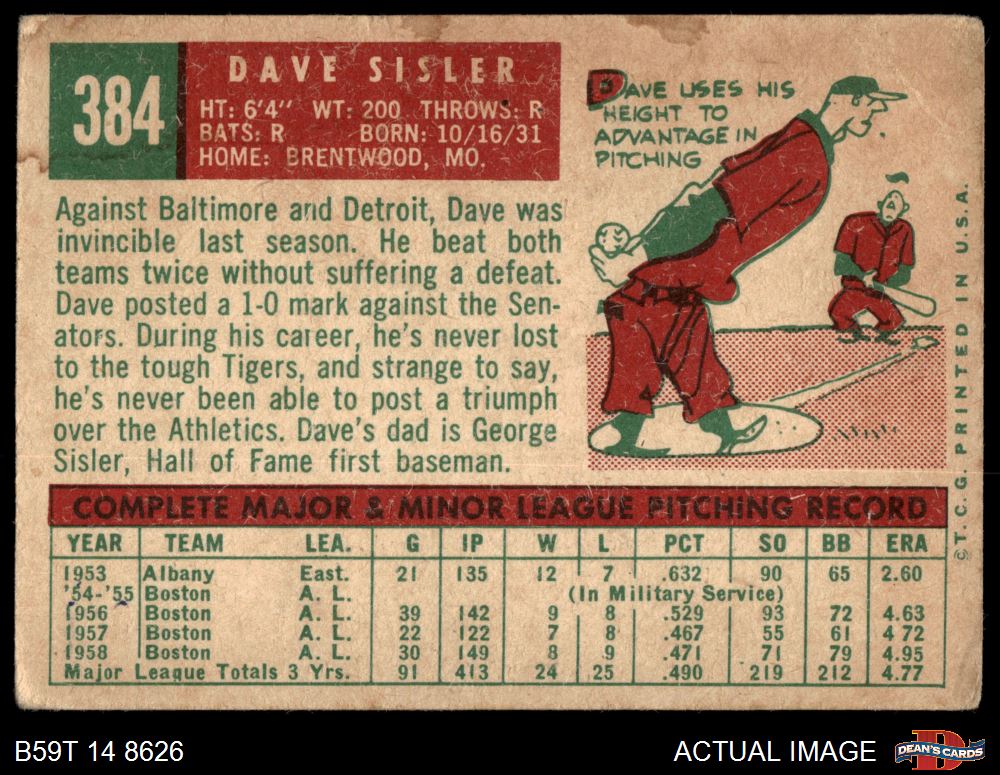 384
DAVE SISLER
HT: 6'4" WT: 200 THROWS: R
BATS: R BORN: 10/16/31
HOME: BRENTWOOD, MO.
DAVE USES HIS
HEIGHT TO
ADVANTAGE IN
PITCHING
Against Baltimore and Detroit, Dave was
invincible last season. He beat both
teams twice without suffering a defeat.
Dave posted a 1-0 mark against the Sen-
ators. During his career, he's never lost
to the tough Tigers, and strange to say,
he's never been able to post a triumph
over the Athletics. Dave's dad is George
Sisler, Hall of Fame first baseman.
© T. C. G. PRINTED IN U.S.A.
COMPLETE MAJOR & MINOR LEAGUE PITCHING RECORD
YEAR TEAM LEA. G IP W L PCT SO BB ERA
1953 Albany East. 21 135 12 7 .632 90 65 2.60
'54-'55 Boston A. L. (In Military Service)
1956 Boston A. L. 39 142 9 8 .529 93 72 4.63
1957 Boston A. L. 22 122 7 8 .467 55 61 4.72
1958 Boston A. L. 30 149 8 .9 .471 71 79 4.95
Major League Totals 3 Yrs. 91 413 24 25 .490 219 212 4.77
B59T 14 8626
ACTUAL IMAGE
DEAN'S CARDS